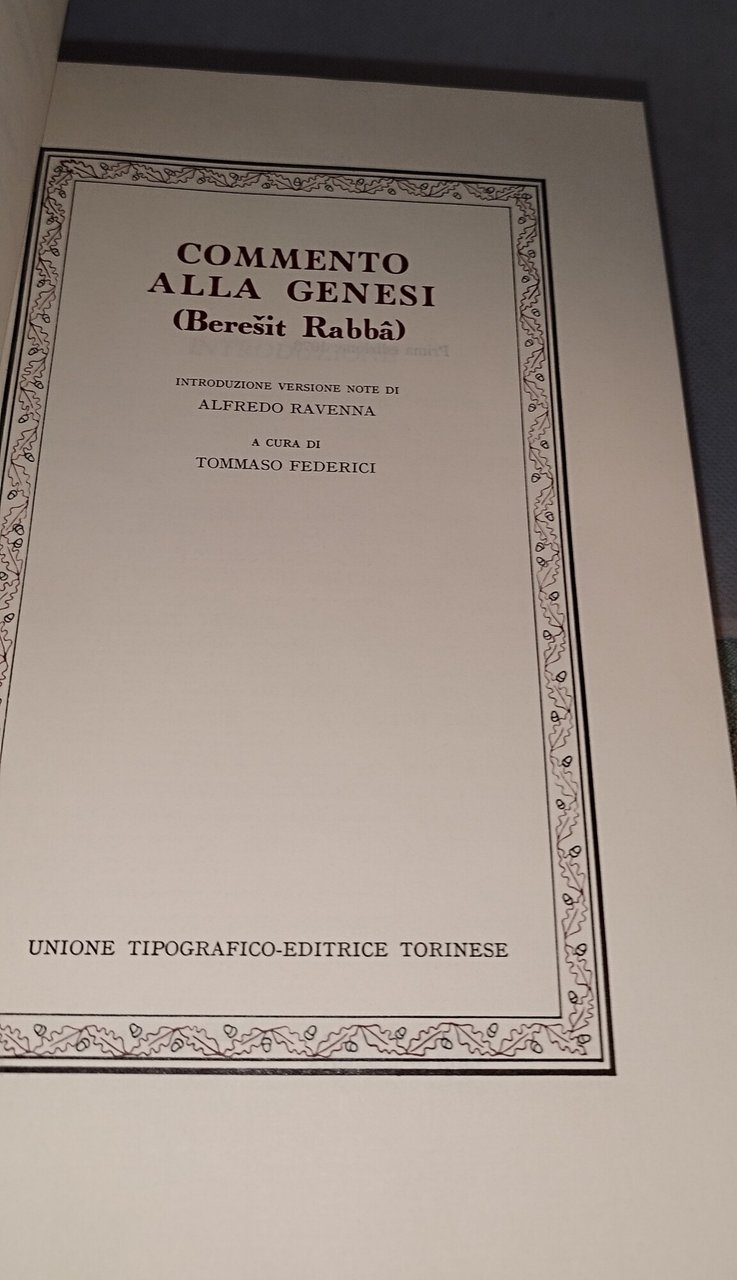 COMMENTO
ALLA GENESI
(Berešit Rabbâ)
INTRODUZIONE VERSIONE NOTE DI
ALFREDO RAVENNA
A CURA DI
TOMMASO FEDERICI
UNIONE TIPOGRAFICO-EDITRICE TORINESE